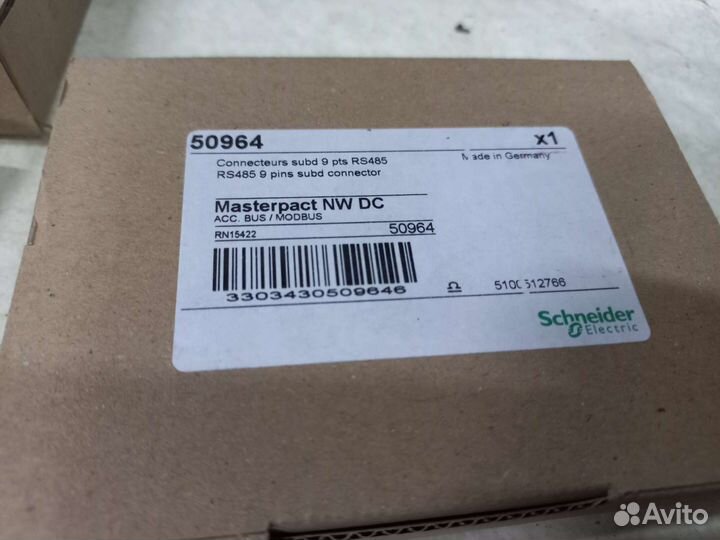 50964
x1
Connecteurs subd 9 pts RS485
Made in Germany
RS485 9 pins subd connector
Masterpact NW DC
ACC. BUS / MODBUS
RN15422
50964
3303430509646
Schneider
Electric
Avito